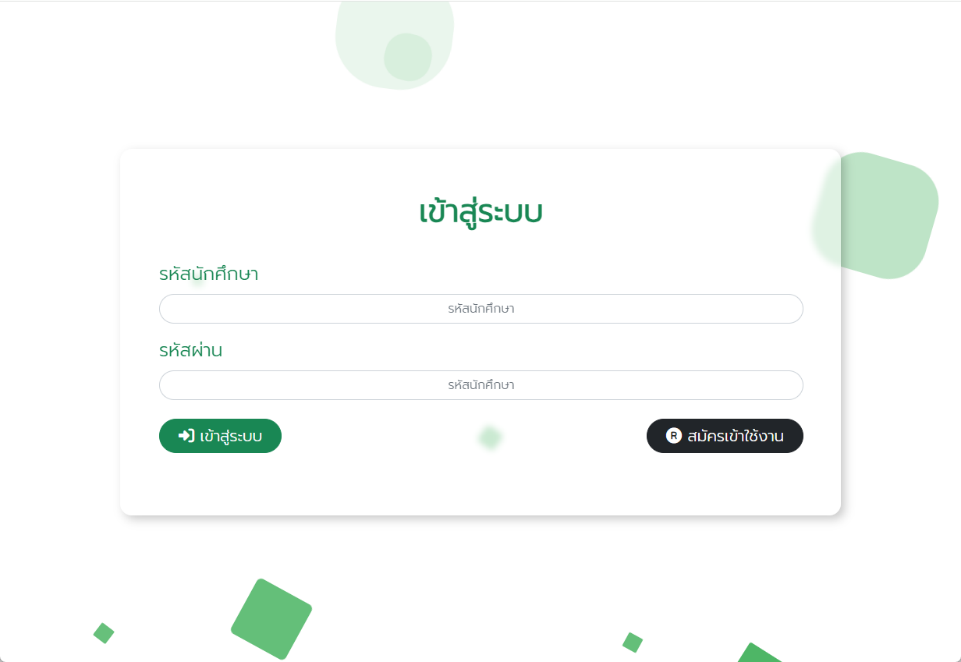 เข้าสู่ระบบ
รหัสนักศึกษา
รหัสนักศึกษา
รหัสผ่าน
รหัสนักศึกษา
เข้าสู่ระบบ
R สมัครเข้าใช้งาน